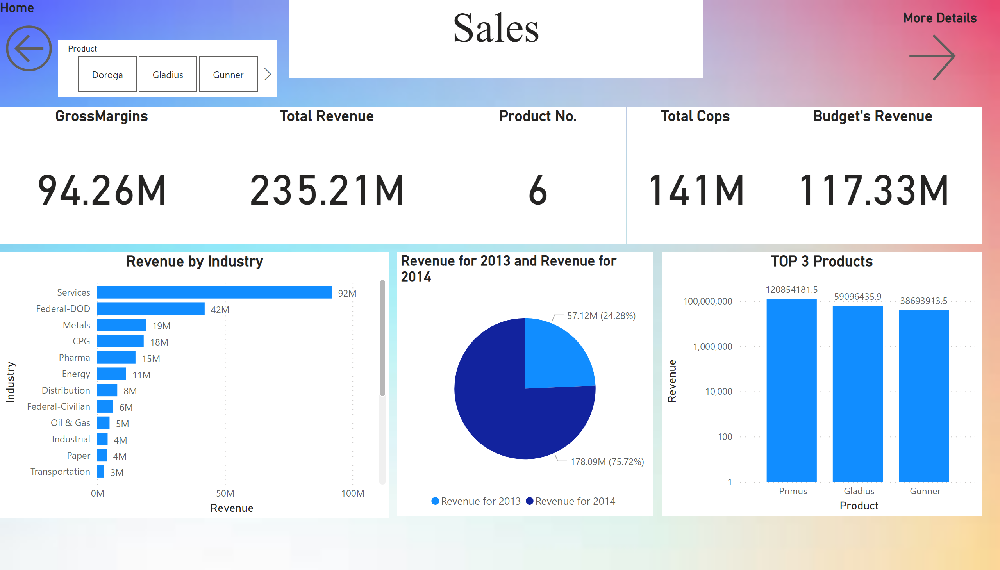 Home
Sales
More Details
Product
Doroga
Gladius
Gunner
GrossMargins
94.26M
Total Revenue
235.21M
Product No.
6
Total Cops
141M
Budget's Revenue
117.33M
Revenue by Industry
Industry
Services 92M
Federal-DOD 42M
Metals 19M
CPG 18M
Pharma 15M
Energy 11M
Distribution 8M
Federal-Civilian 6M
Oil & Gas 5M
Industrial 4M
Paper 4M
Transportation 3M
0M 50M 100M
Revenue
Revenue for 2013 and Revenue for
2014
57.12M (24.28%)
178.09M (75.72%)
Revenue for 2013 Revenue for 2014
TOP 3 Products
Revenue
120854181.5
59096435.9
38693913.5
100,000,000
1,000,000
10,000
100
1
Primus Gladius Gunner
Product